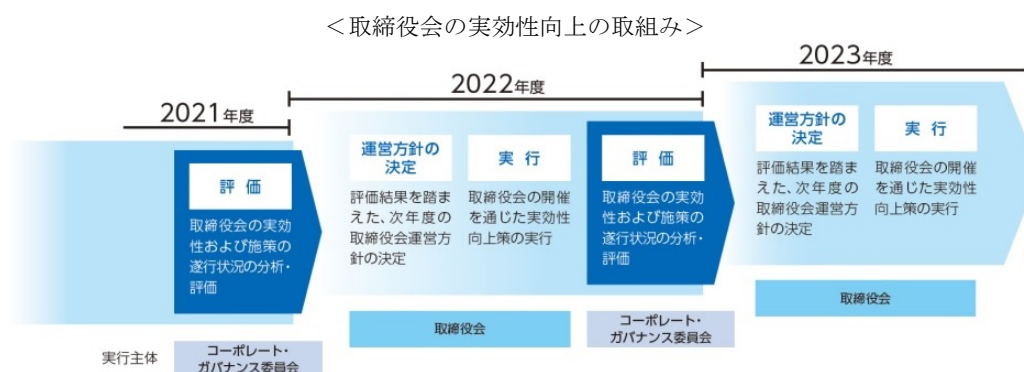 ＜取締役会の実効性向上の取組み＞
2021年度
2022年度
2023年度
評 価
取締役会の実効
性および施策の
遂行状況の分析・
評価
運営方針の
決定
評価結果を踏ま
えた、次年度の
取締役会運営方
針の決定
実 行
取締役会の開催
を通じた実効性
向上策の実行
評 価
取締役会の実効
性および施策の
遂行状況の分析・
評価
運営方針の
決定
評価結果を踏ま
えた、次年度の
取締役会運営方
針の決定
実 行
取締役会の開催
を通じた実効性
向上策の実行
実行主体
コーポレート・
ガバナンス委員会
取締役会
コーポレート・
ガバナンス委員会
取締役会